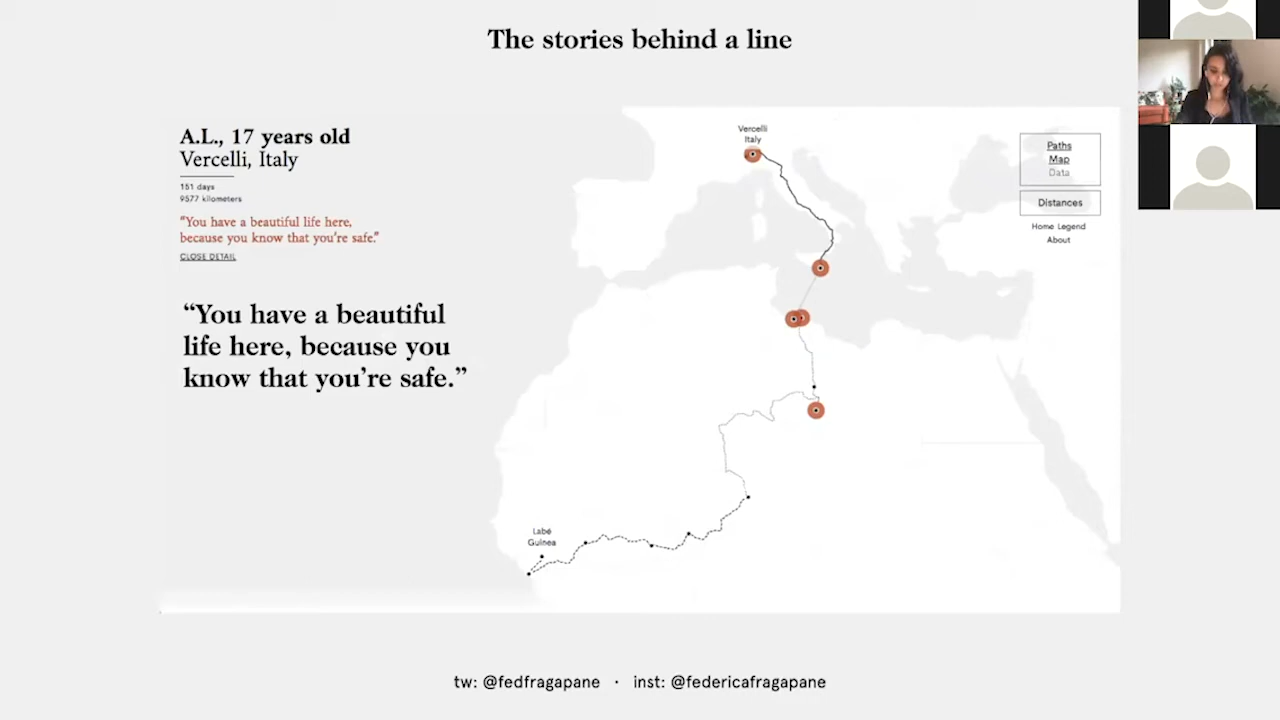 The stories behind a line
A.L., 17 years old
Vercelli, Italy
151 days
9577 kilometers
"You have a beautiful life here,
because you know that you're safe."
CLOSE DETAIL
“You have a beautiful
life here, because you
know that you’re safe.”
Vercelli
Italy
Labé
Guinea
Paths
Map
Data
Distances
Home Legend
About
tw: @fedfragapane · inst: @federicafragapane